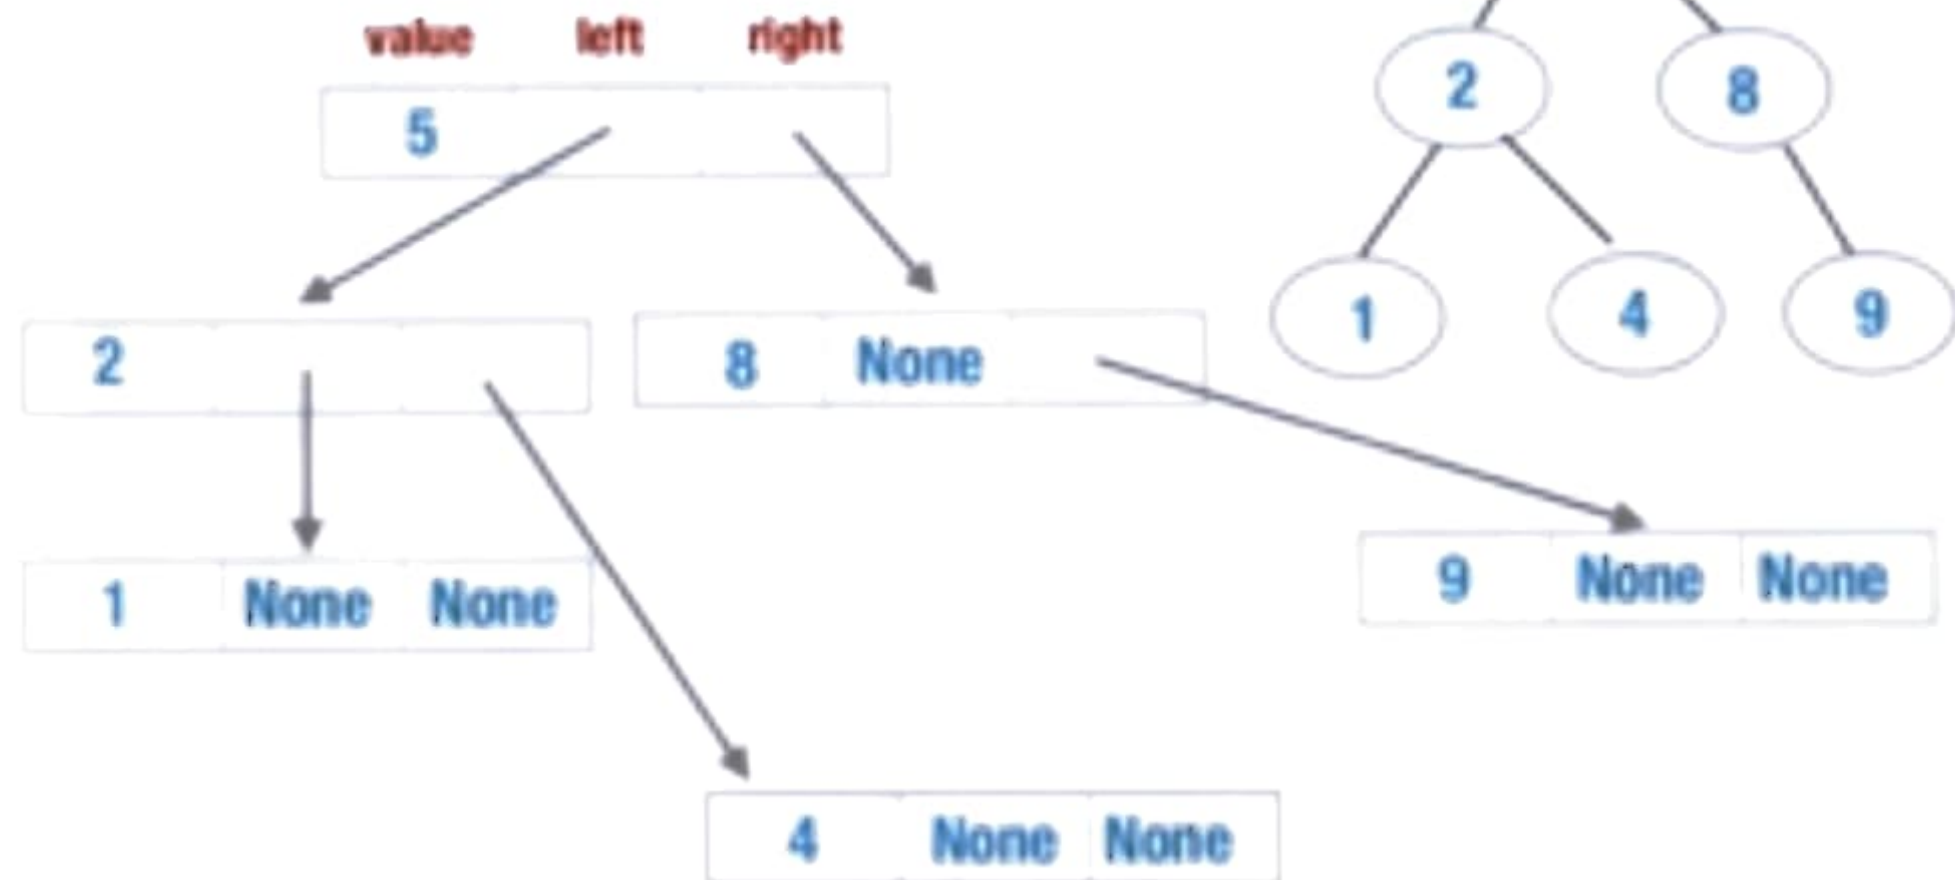 value left right
5
2 8
2 8 None
1 4 9
1 None None
9 None None
4 None None